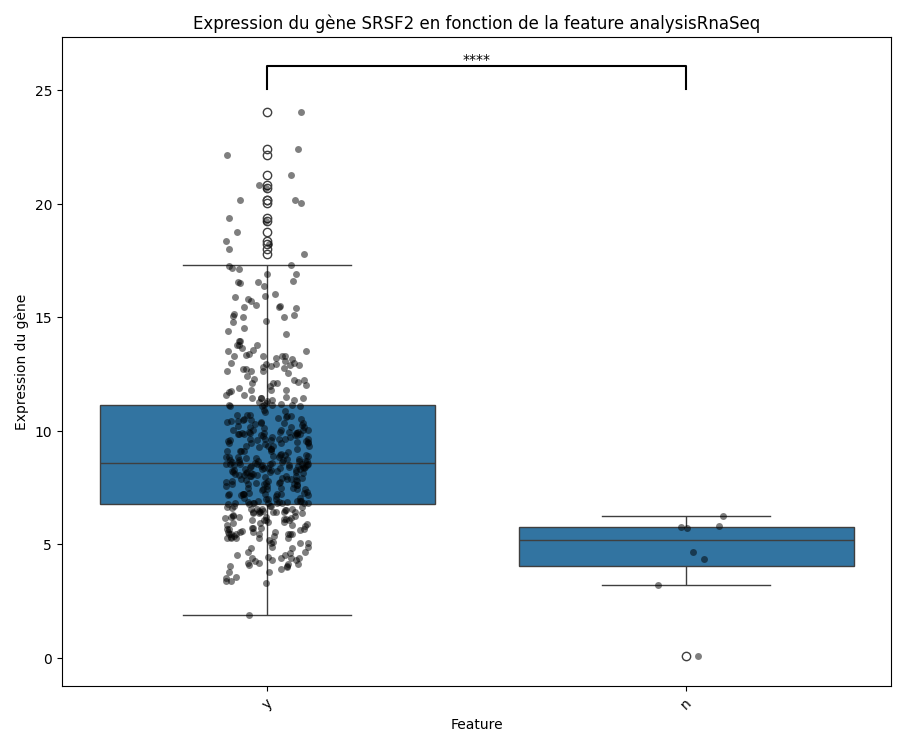 Expression du gène SRSF2 en fonction de la feature analysisRnaSeq
****
25
20
15
10
5
0
Expression du gène
y
n
Feature